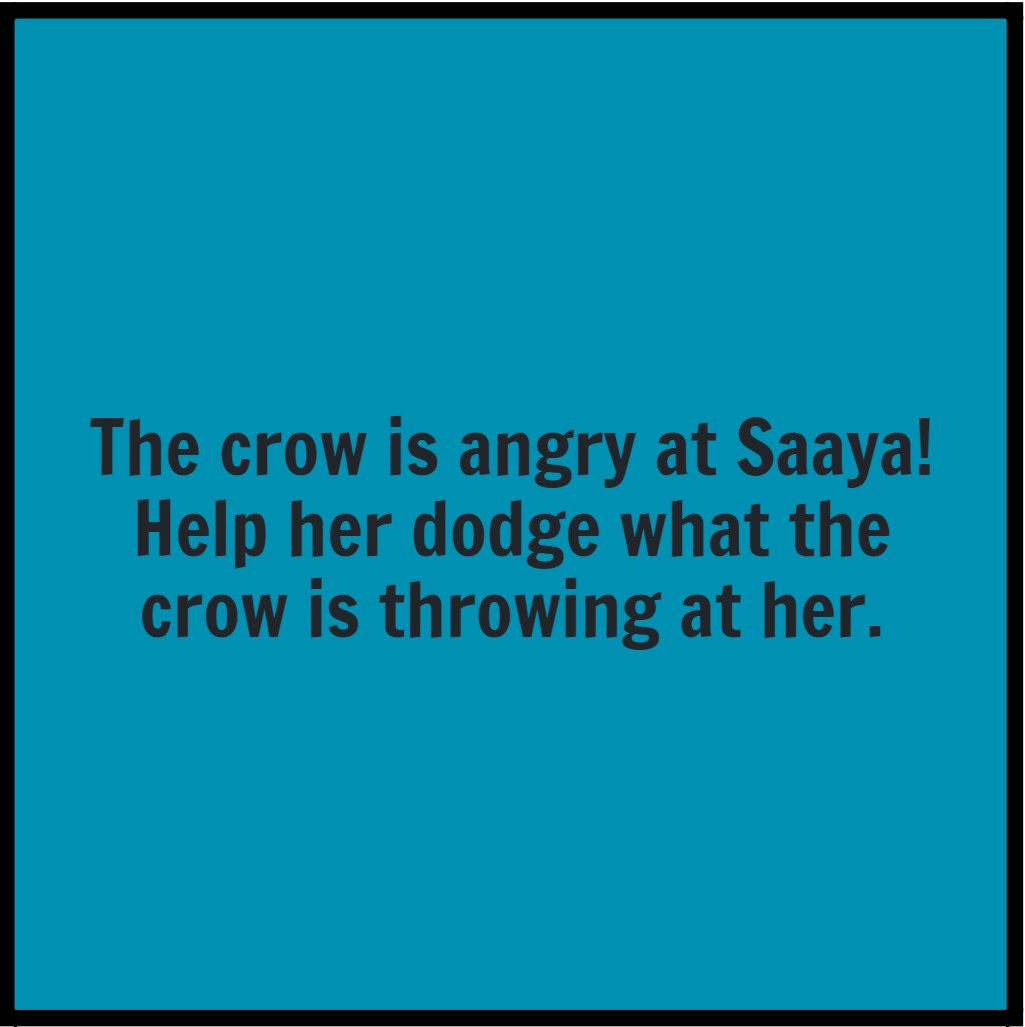 The crow is angry at Saaya!
Help her dodge what the
crow is throwing at her.